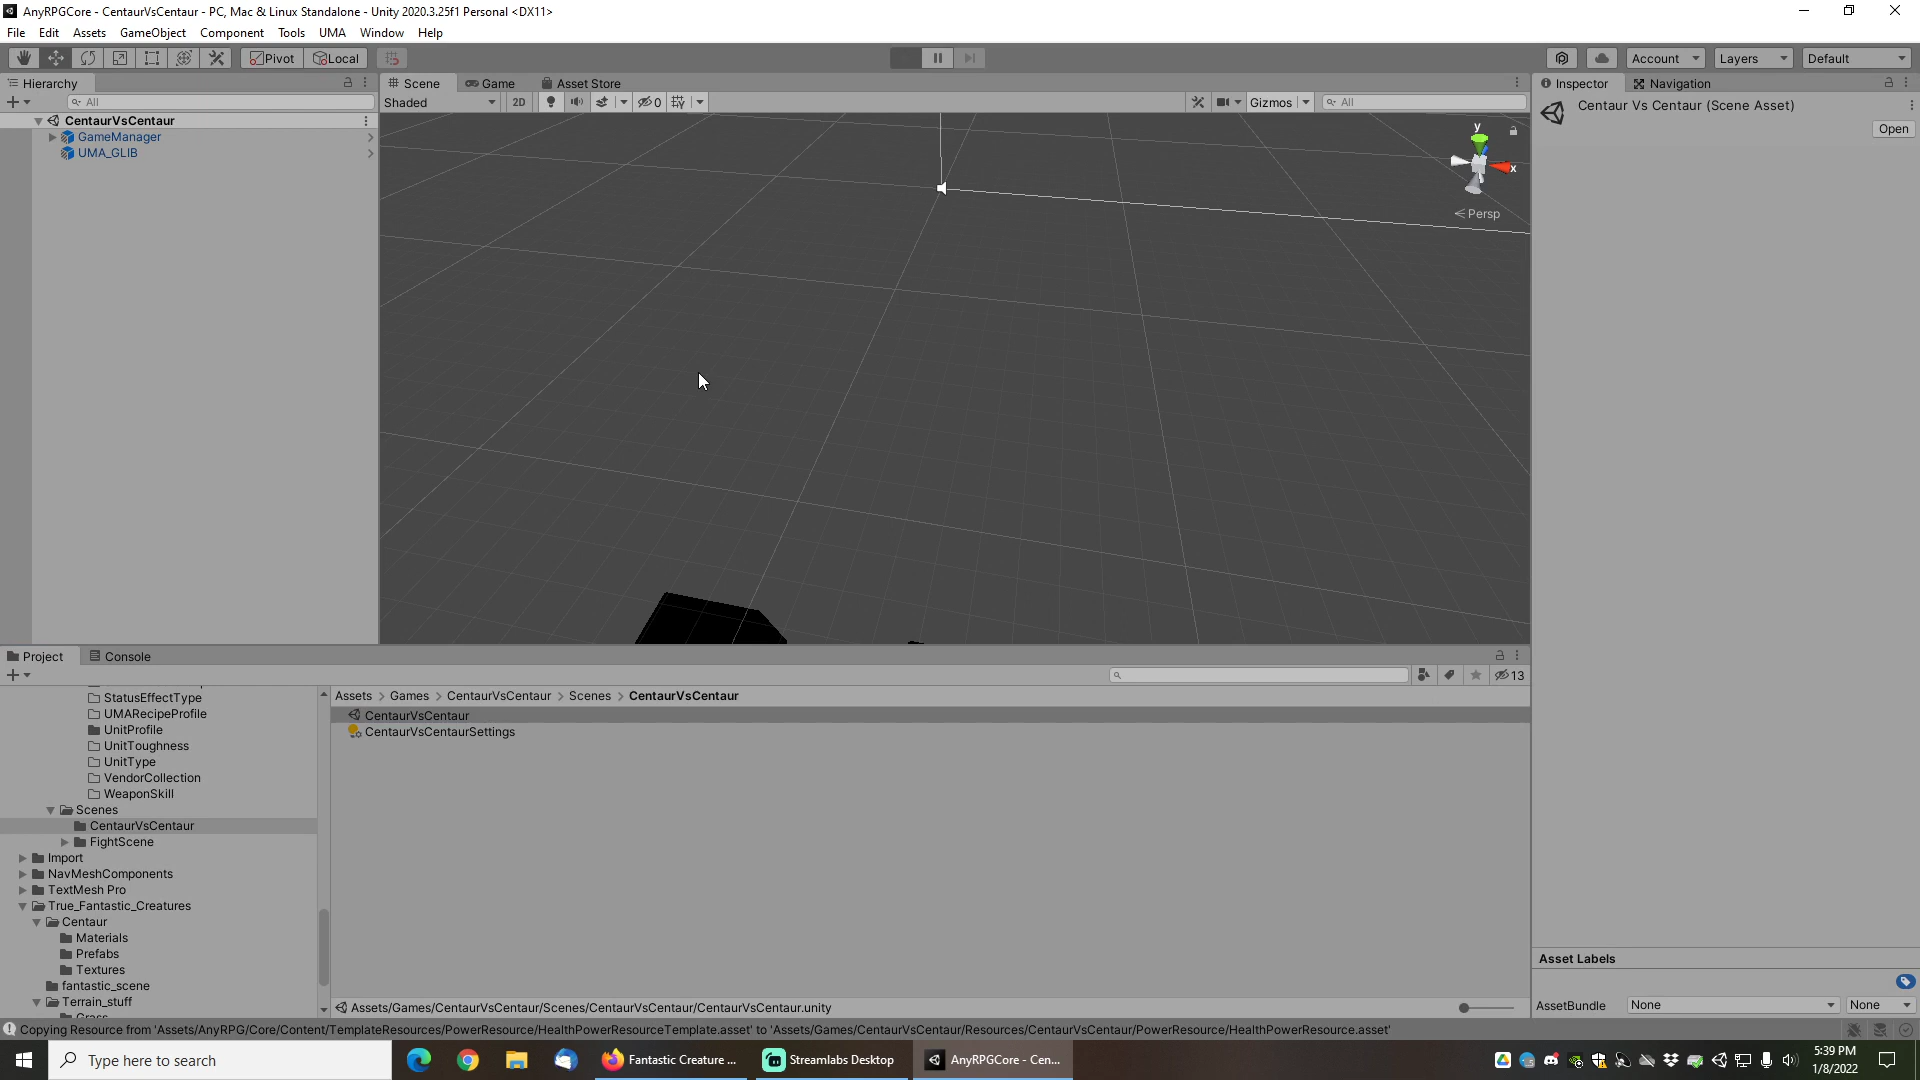 AnyRPGCore - CentaurVsCentaur - PC, Mac & Linux Standalone - Unity 2020.3.25f1 Personal <DX11>
File Edit Assets GameObject Component Tools UMA Window Help
Pivot Local Account Layers Default
Hierarchy Scene Game Asset Store Inspector Navigation
All Shaded 2D 0 Gizmos All
Centaur Vs Centaur (Scene Asset)
Open
CentaurVsCentaur
GameManager
UMA_GLIB
y
x
Persp
Project Console
13
StatusEffectType
UMARecipeProfile
UnitProfile
UnitToughness
UnitType
VendorCollection
WeaponSkill
Scenes
CentaurVsCentaur
FightScene
Import
NavMeshComponents
TextMesh Pro
True_Fantastic_Creatures
Centaur
Materials
Prefabs
Textures
fantastic_scene
Terrain_stuff
Grass
Assets > Games > CentaurVsCentaur > Scenes > CentaurVsCentaur
CentaurVsCentaur
CentaurVsCentaurSettings
Assets/Games/CentaurVsCentaur/Scenes/CentaurVsCentaur/CentaurVsCentaur.unity
Asset Labels
AssetBundle None None
Copying Resource from 'Assets/AnyRPG/Core/Content/TemplateResources/PowerResource/HealthPowerResourceTemplate.asset' to 'Assets/Games/CentaurVsCentaur/Resources/CentaurVsCentaur/PowerResource/HealthPowerResource.asset'
Type here to search
Fantastic Creature ...
Streamlabs Desktop
AnyRPGCore - Cen...
5:39 PM
1/8/2022